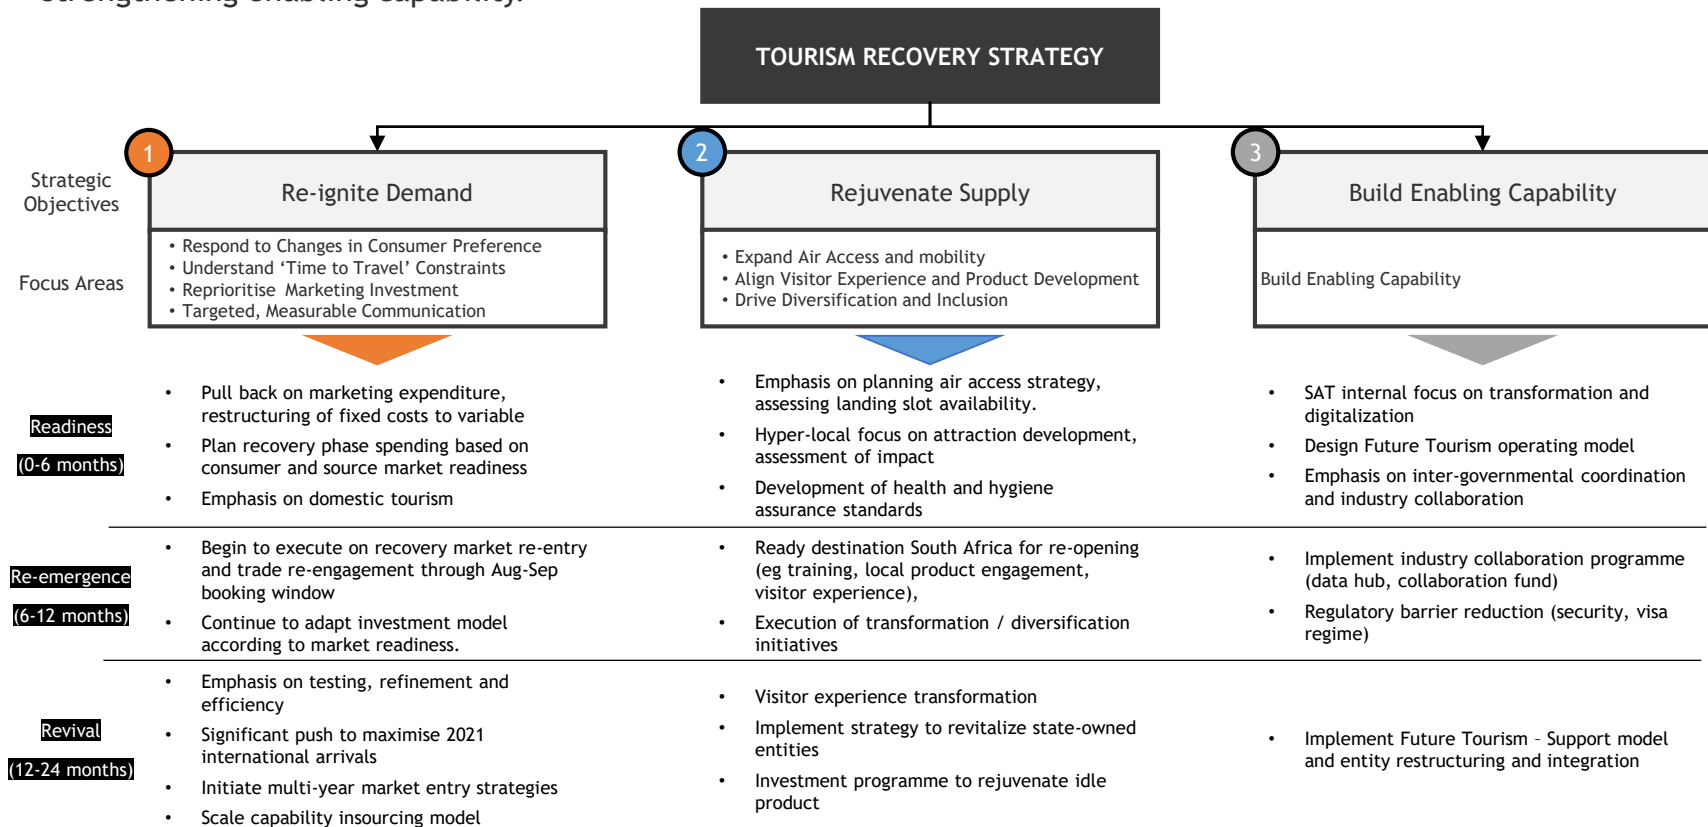 strengthening enabling capability.
TOURISM RECOVERY STRATEGY
1
2
3
Strategic
Objectives
Re-ignite Demand
Rejuvenate Supply
Build Enabling Capability
Focus Areas
• Respond to Changes in Consumer Preference
• Understand ‘Time to Travel’ Constraints
• Reprioritise Marketing Investment
• Targeted, Measurable Communication
• Expand Air Access and mobility
• Align Visitor Experience and Product Development
• Drive Diversification and Inclusion
Build Enabling Capability
Readiness
(0-6 months)
• Pull back on marketing expenditure,
restructuring of fixed costs to variable
• Plan recovery phase spending based on
consumer and source market readiness
• Emphasis on domestic tourism
• Emphasis on planning air access strategy,
assessing landing slot availability.
• Hyper-local focus on attraction development,
assessment of impact
• Development of health and hygiene
assurance standards
• SAT internal focus on transformation and
digitalization
• Design Future Tourism operating model
• Emphasis on inter-governmental coordination
and industry collaboration
Re-emergence
(6-12 months)
• Begin to execute on recovery market re-entry
and trade re-engagement through Aug-Sep
booking window
• Continue to adapt investment model
according to market readiness.
• Ready destination South Africa for re-opening
(eg training, local product engagement,
visitor experience),
• Execution of transformation / diversification
initiatives
• Implement industry collaboration programme
(data hub, collaboration fund)
• Regulatory barrier reduction (security, visa
regime)
Revival
(12-24 months)
• Emphasis on testing, refinement and
efficiency
• Significant push to maximise 2021
international arrivals
• Initiate multi-year market entry strategies
• Scale capability insourcing model
• Visitor experience transformation
• Implement strategy to revitalize state-owned
entities
• Investment programme to rejuvenate idle
product
• Implement Future Tourism – Support model
and entity restructuring and integration